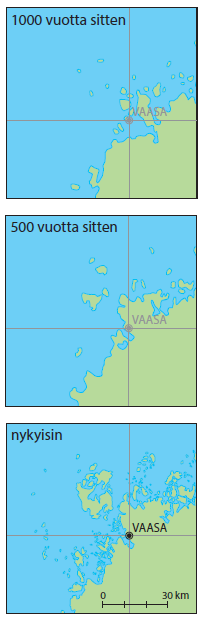 1000 vuotta sitten
VAASA
500 vuotta sitten
VAASA
nykyisin
VAASA
0 30 km